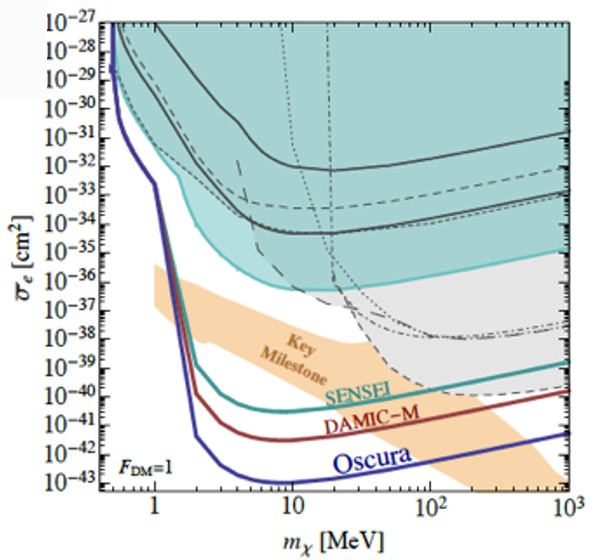 10^-27
10^-28
10^-29
10^-30
10^-31
10^-32
10^-33
10^-34
10^-35
10^-36
10^-37
10^-38
10^-39
10^-40
10^-41
10^-42
10^-43
σ̅e [cm²]
Key
Milestone
SENSEI
DAMIC-M
Oscura
F_DM=1
1 10 10² 10³
mχ [MeV]